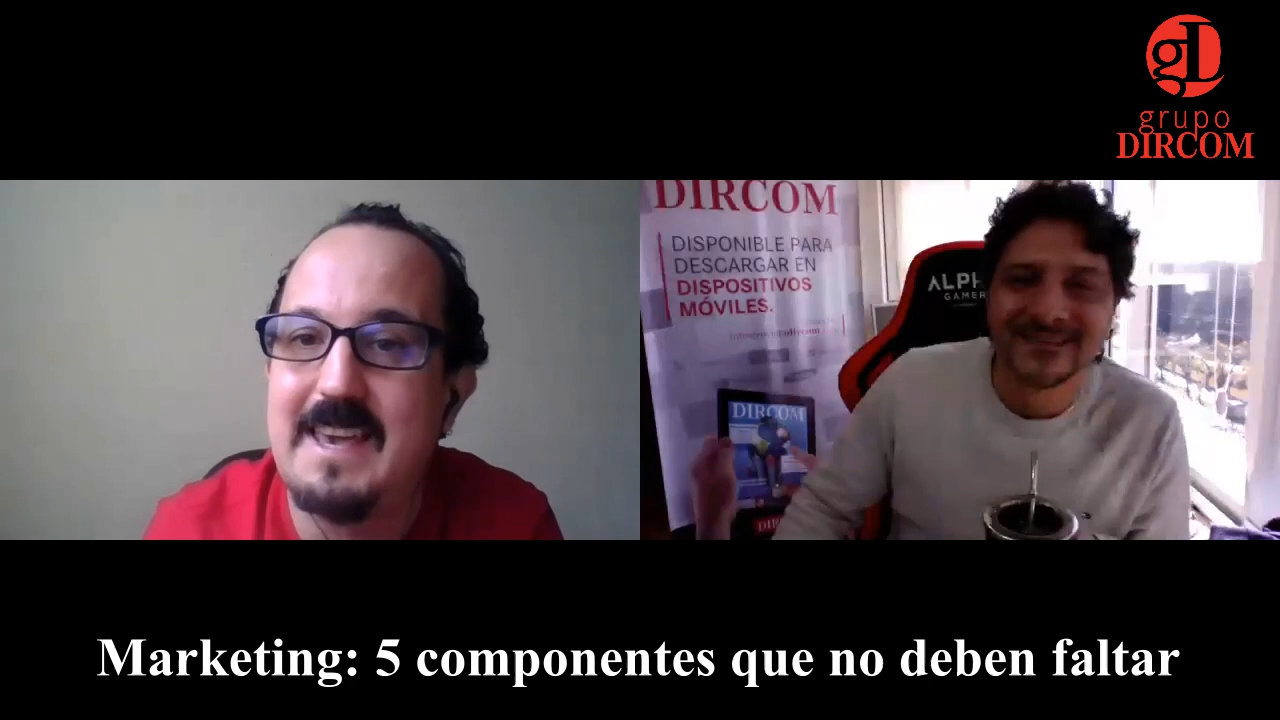 grupo
DIRCOM
DIRCOM
DISPONIBLE PARA
DESCARGAR EN
DISPOSITIVOS
MÓVILES.
ALPH
GAMER
DIRCOM
Marketing: 5 componentes que no deben faltar